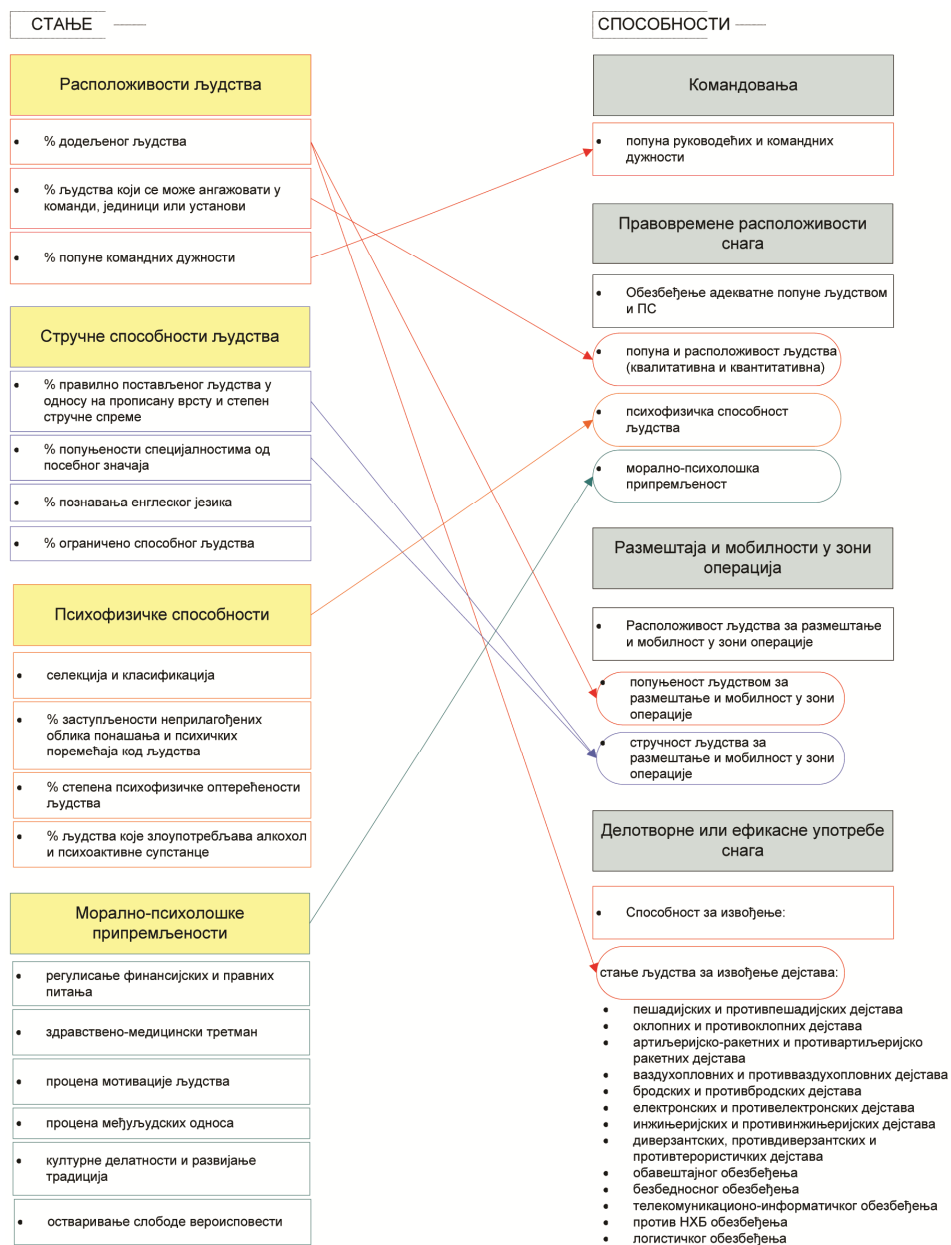 СТАЊЕ
Расположивости људства
• % додељеног људства
• % људства који се може ангажовати у
команди, јединици или установи
• % попуне командних дужности
Стручне способности људства
• % правилно постављеног људства у
односу на прописану врсту и степен
стручне спреме
• % попуњености специјалностима од
посебног значаја
• % познавања енглеског језика
• % ограничено способног људства
Психофизичке способности
• селекција и класификација
• % заступљености неприлагођених
облика понашања и психичких
поремећаја код људства
• % степена психофизичке оптерећености
људства
• % људства које злоупотребљава алкохол
и психоактивне супстанце
Морално-психолошке
припремљености
• регулисање финансијских и правних
питања
• здравствено-медицински третман
• процена мотивације људства
• процена међуљудских односа
• културне делатности и развијање
традиција
• остваривање слободе вероисповести
СПОСОБНОСТИ
Командовања
• попуна руководећих и командних
дужности
Правовремене расположивости
снага
• Обезбеђење адекватне попуне људством
и ПС
• попуна и расположивост људства
(квалитативна и квантитативна)
• психофизичка способност
људства
• морално-психолошка
припремљеност
Размештаја и мобилности у зони
операција
• Расположивост људства за размештање
и мобилност у зони операције
• попуњеност људством за
размештање и мобилност у зони
операције
• стручност људства за
размештање и мобилност у зони
операције
Делотворне или ефикасне употребе
снага
• Способност за извођење:
стање људства за извођење дејстава:
• пешадијских и противпешадијских дејстава
• оклопних и противоклопних дејстава
• артиљеријско-ракетних и противартиљеријско
ракетних дејстава
• ваздухопловних и противваздухопловних дејстава
• бродских и противбродских дејстава
• електронских и противелектронских дејстава
• инжињеријских и противинжињеријских дејстава
• диверзантских, противдиверзантских и
противтерористичких дејстава
• обавештајног обезбеђења
• безбедносног обезбеђења
• телекомуникационо-информатичког обезбеђења
• против НХБ обезбеђења
• логистичког обезбеђења